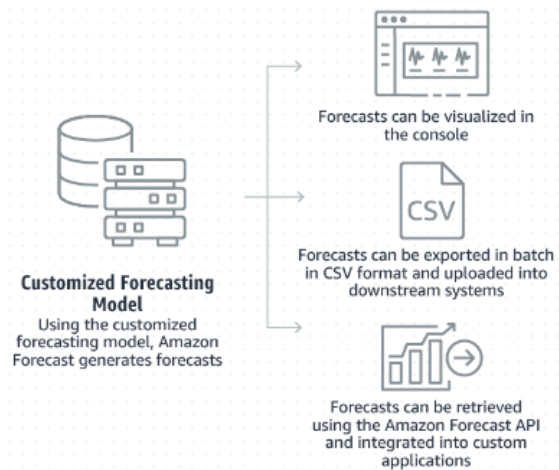 Customized Forecasting
Model
Using the customized
forecasting model, Amazon
Forecast generates forecasts
Forecasts can be visualized in
the console
CSV
Forecasts can be exported in batch
in CSV format and uploaded into
downstream systems
Forecasts can be retrieved
using the Amazon Forecast API
and integrated into custom
applications